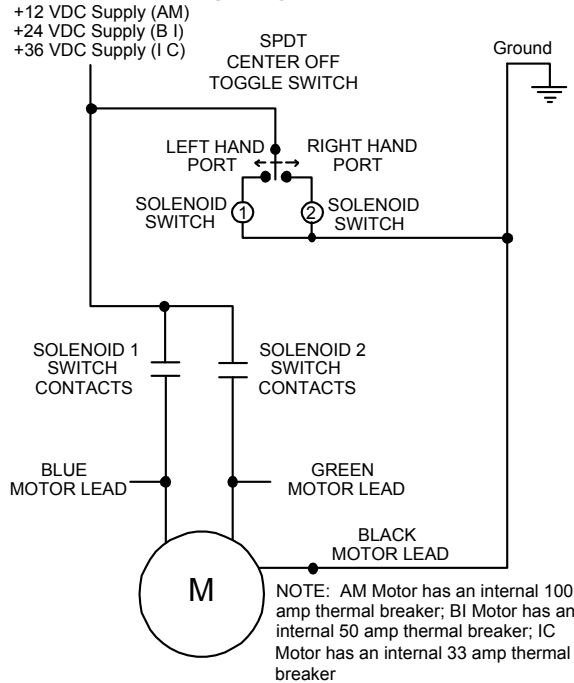 +12 VDC Supply (AM)
+24 VDC Supply (B I)
+36 VDC Supply (I C)
SPDT
CENTER OFF
TOGGLE SWITCH
Ground
LEFT HAND
PORT
RIGHT HAND
PORT
SOLENOID
SWITCH
1
2
SOLENOID
SWITCH
SOLENOID 1
SWITCH
CONTACTS
SOLENOID 2
SWITCH
CONTACTS
BLUE
MOTOR LEAD
GREEN
MOTOR LEAD
BLACK
MOTOR LEAD
M
NOTE: AM Motor has an internal 100
amp thermal breaker; BI Motor has an
internal 50 amp thermal breaker; IC
Motor has an internal 33 amp thermal
breaker